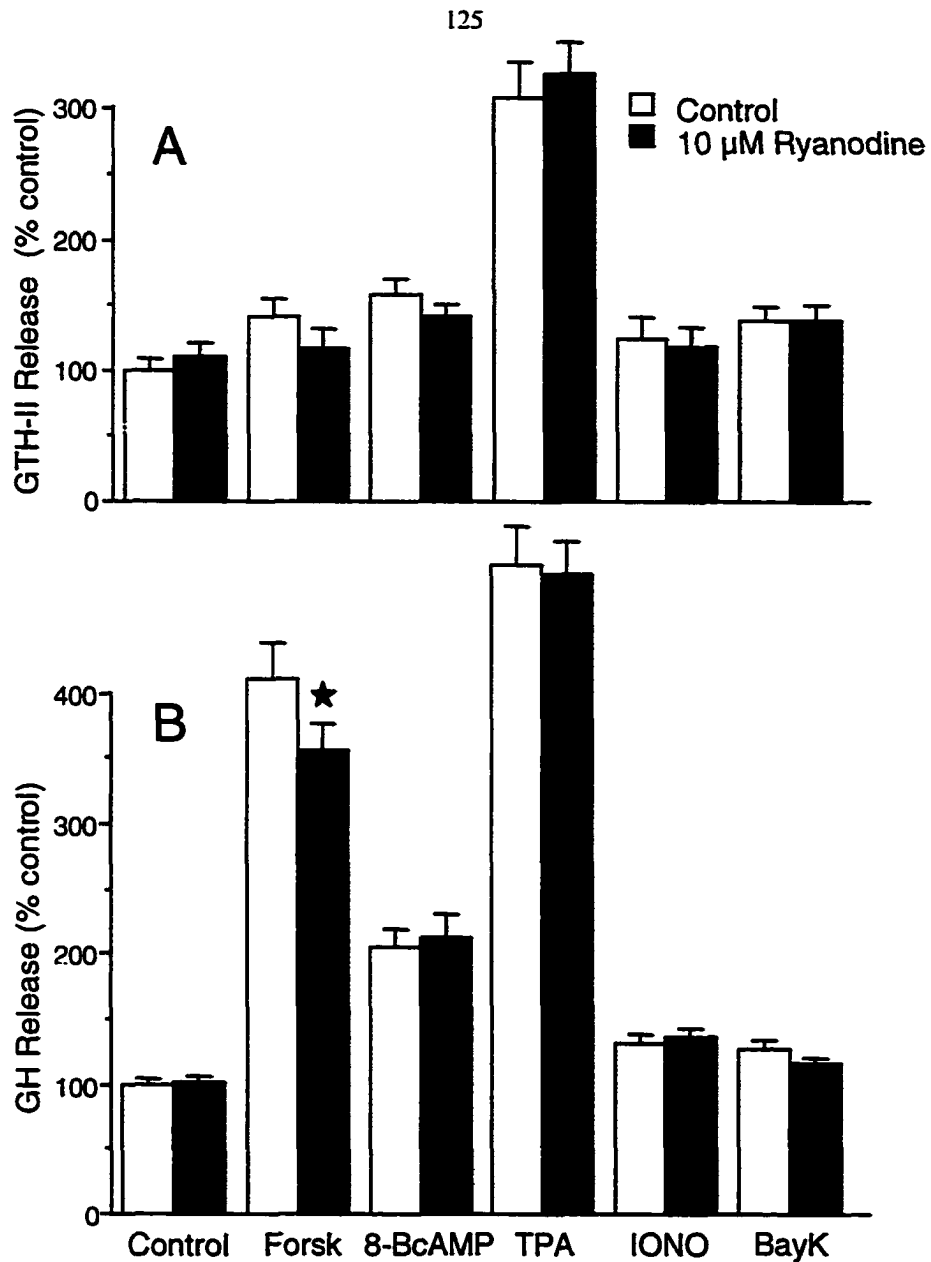 125
GTH-II Release (% control)
300
200
100
0
A
Control
10 µM Ryanodine
GH Release (% control)
400
300
200
100
0
B
Control Forsk 8-BcAMP TPA IONO BayK